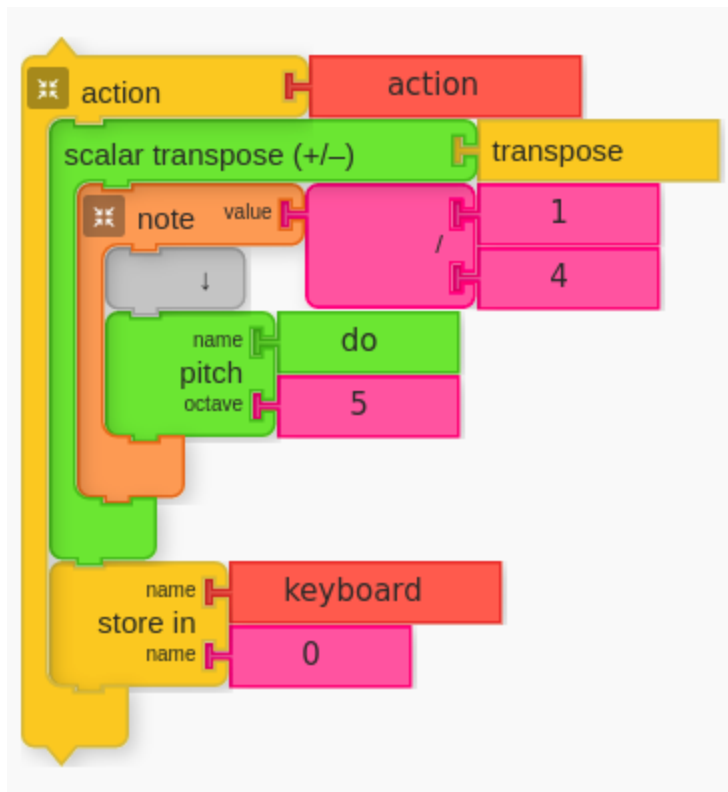 action action
scalar transpose (+/–) transpose
note value 1
/
4
↓
name do
pitch
octave 5
name keyboard
store in
name 0